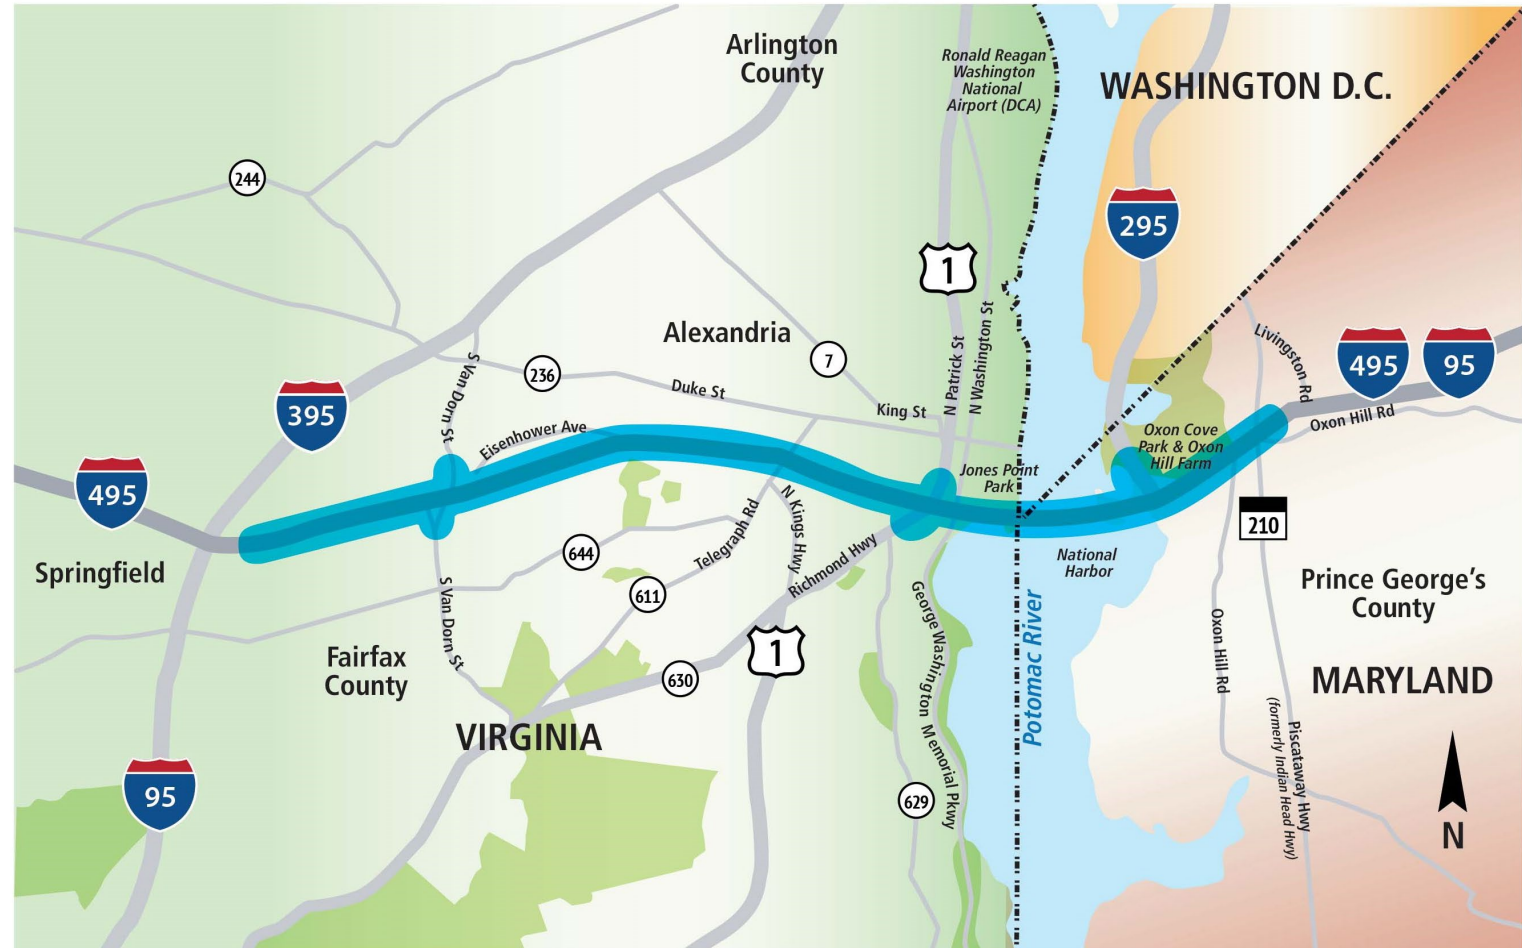 Arlington
County
Ronald Reagan
Washington
National
Airport (DCA)
WASHINGTON D.C.
244
295
1
Alexandria
7
236
Duke St
King St
S Van Dorn St
N Patrick St
N Washington St
Livingston Rd
495
95
Oxon Hill Rd
395
Eisenhower Ave
Oxon Cove
Park & Oxon
Hill Farm
Jones Point
Park
495
210
Springfield
644
Telegraph Rd
N Kings Hwy
Richmond Hwy
National
Harbor
611
Prince George's
County
S Van Dorn St
George Washington Memorial Pkwy
Potomac River
Oxon Hill Rd
Fairfax
County
1
630
MARYLAND
VIRGINIA
Piscataway Hwy
(formerly Indian Head Hwy)
95
629
N